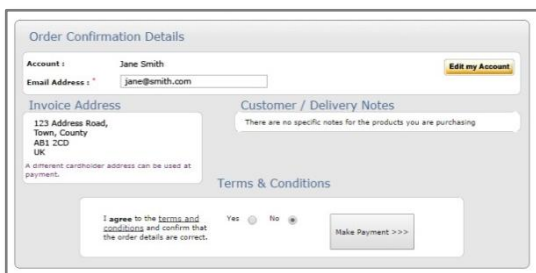 Order Confirmation Details
Account :
Jane Smith
Edit my Account
Email Address : *
jane@smith.com
Invoice Address
123 Address Road,
Town, County
AB1 2CD
UK
A different cardholder address can be used at
payment.
Customer / Delivery Notes
There are no specific notes for the products you are purchasing
Terms & Conditions
I agree to the terms and
conditions and confirm that
the order details are correct.
Yes
No
Make Payment >>>